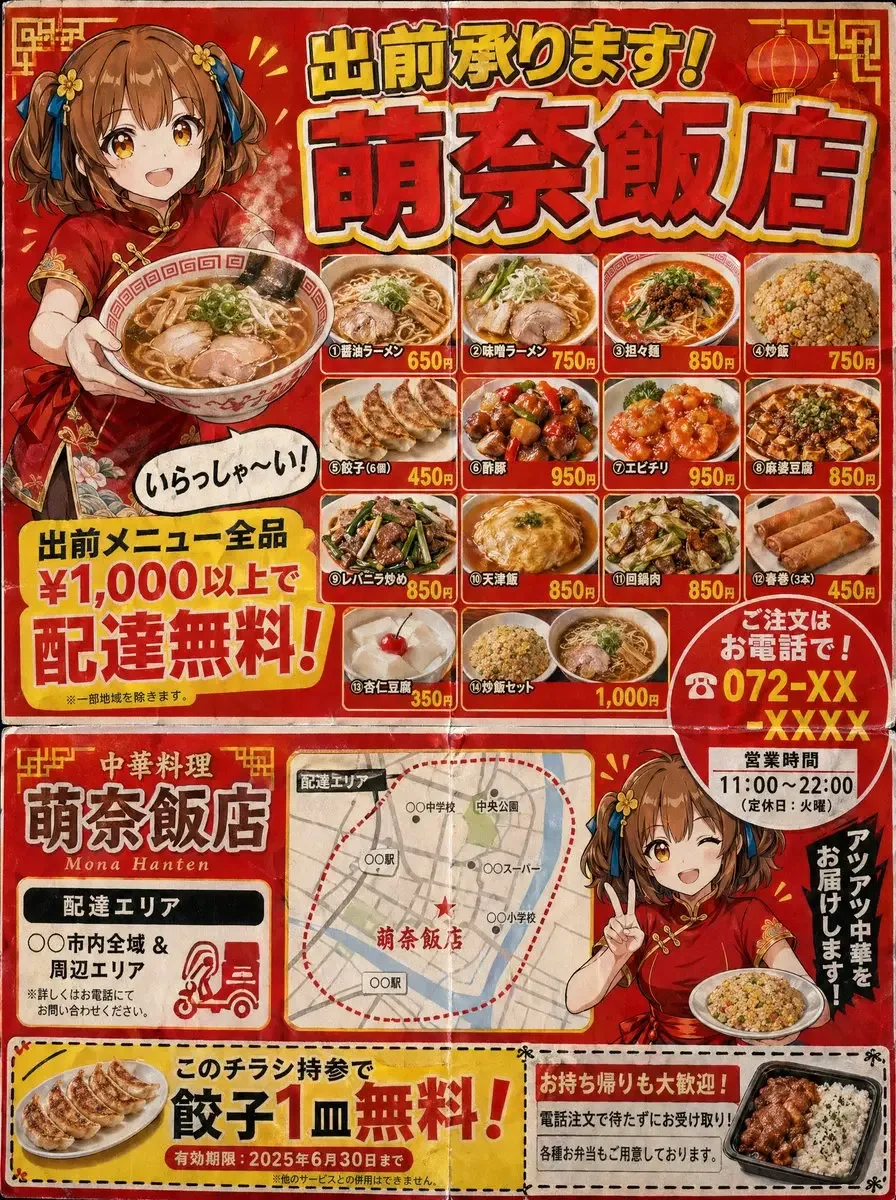 出前承ります!
萌奈飯店
①醤油ラーメン 650円
②味噌ラーメン 750円
③担々麺 850円
④炒飯 750円
⑤餃子(6個) 450円
⑥酢豚 950円
⑦エビチリ 950円
⑧麻婆豆腐 850円
⑨レバニラ炒め 850円
⑩天津飯 850円
⑪回鍋肉 850円
⑫春巻(3本) 450円
⑬杏仁豆腐 350円
⑭炒飯セット 1,000円
いらっしゃ〜い!
出前メニュー全品
¥1,000以上で
配達無料!
※一部地域を除きます。
ご注文は
お電話で!
☎072-XX
-XXXX
営業時間
11:00〜22:00
(定休日:火曜)
中華料理
萌奈飯店
Mona Hanten
配達エリア
〇〇市内全域&
周辺エリア
※詳しくはお電話にて
お問い合わせください。
配達エリア
〇〇中学校
中央公園
〇〇駅
〇〇スーパー
〇〇小学校
萌奈飯店
〇〇駅
アツアツ中華を
お届けします!
このチラシ持参で
餃子1皿無料!
有効期限:2025年6月30日まで
※他のサービスとの併用はできません。
お持ち帰りも大歓迎!
電話注文で待たずにお受け取り!
各種お弁当もご用意しております。